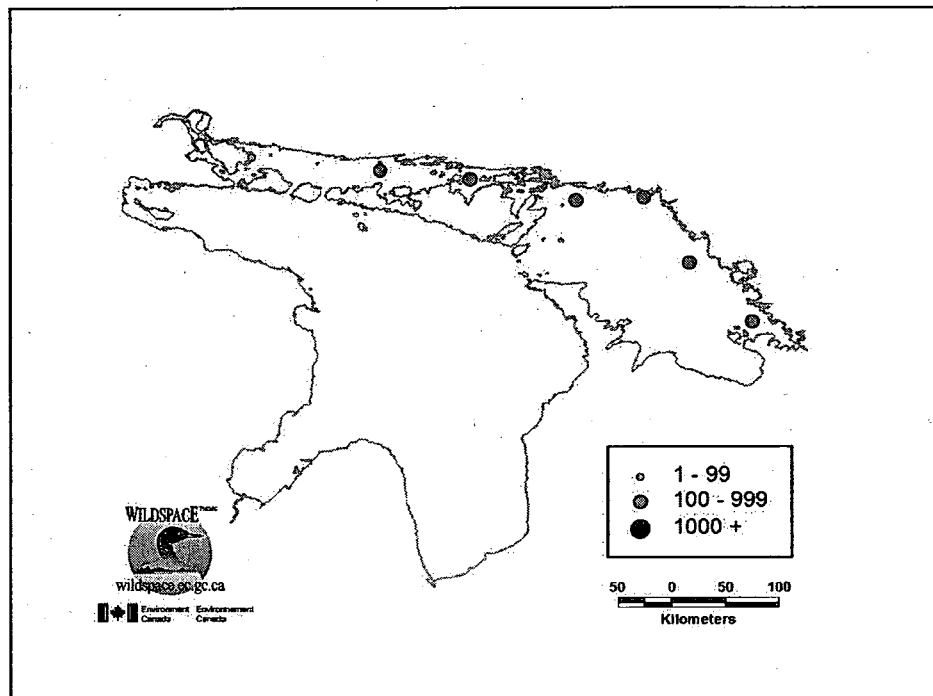 1 - 99
100 - 999
1000 +
WILDSPACE
wildspace.ec.gc.ca
Environment Environnement
Canada Canada
50 0 50 100
Kilometers